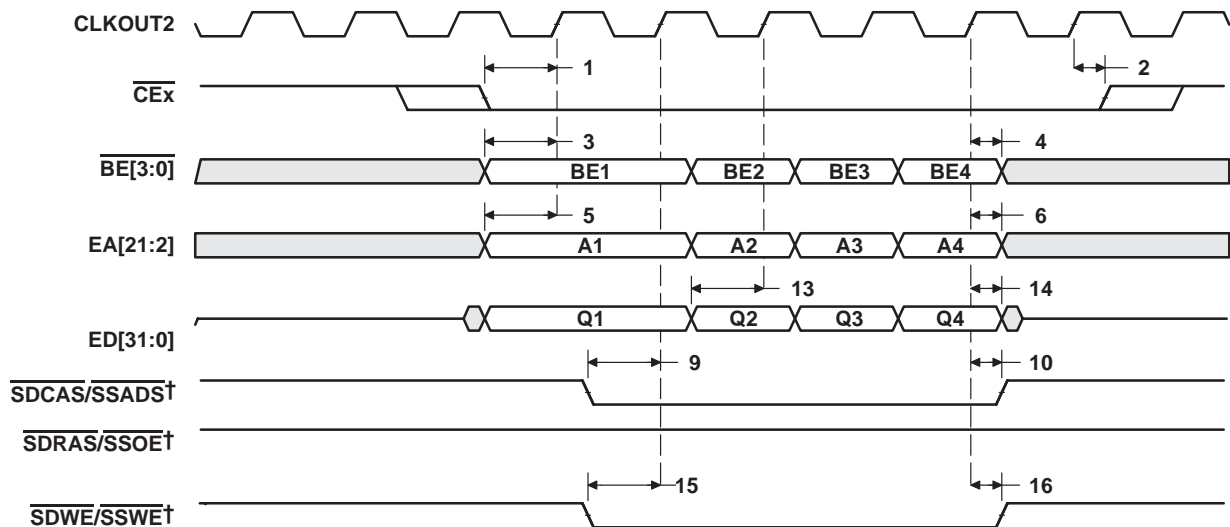 CLKOUT2
1 2
CEx
3 4
BE[3:0] BE1 BE2 BE3 BE4
5 6
EA[21:2] A1 A2 A3 A4
13 14
ED[31:0] Q1 Q2 Q3 Q4
9 10
SDCAS/SSADS†
SDRAS/SSOE†
15 16
SDWE/SSWE†